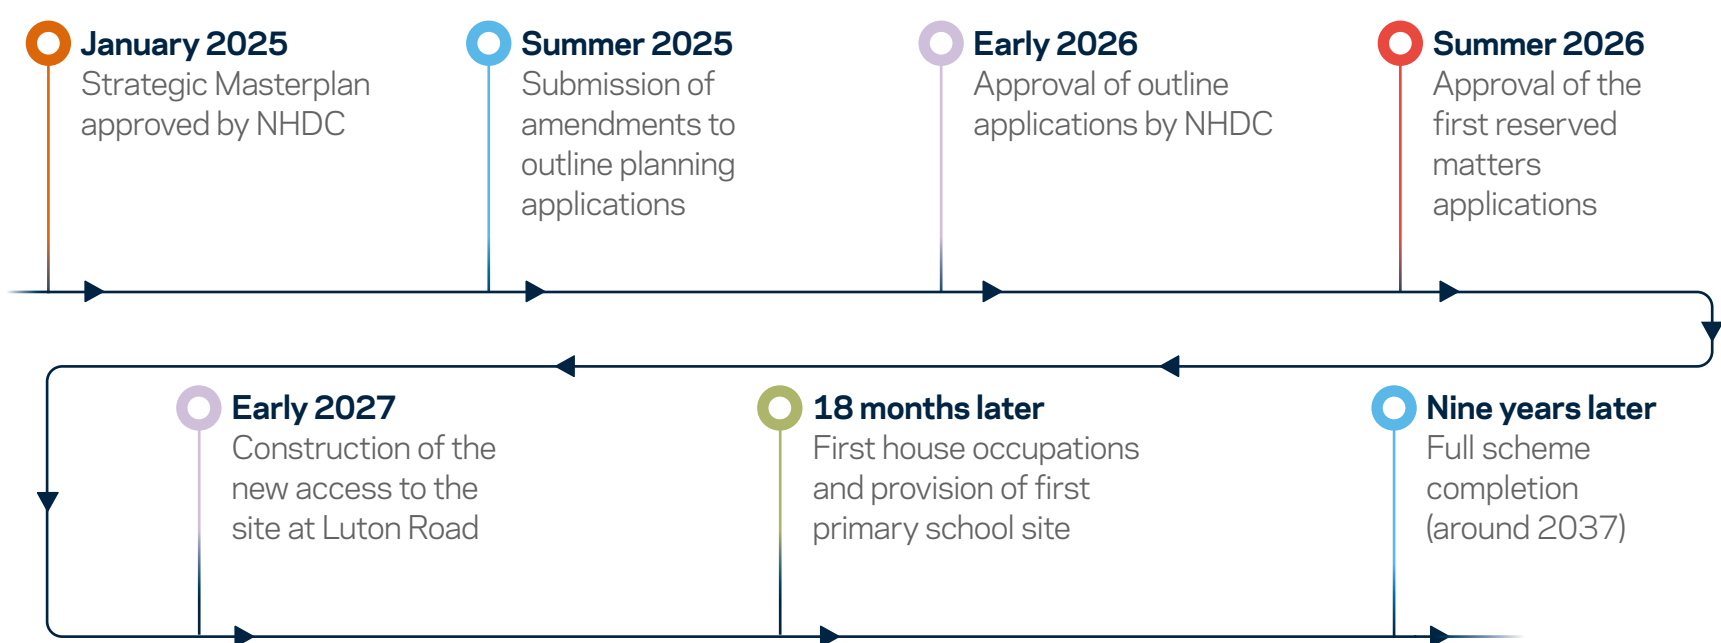 January 2025
Strategic Masterplan
approved by NHDC
Summer 2025
Submission of
amendments to
outline planning
applications
Early 2026
Approval of outline
applications by NHDC
Summer 2026
Approval of the
first reserved
matters
applications
Early 2027
Construction of the
new access to the
site at Luton Road
18 months later
First house occupations
and provision of first
primary school site
Nine years later
Full scheme
completion
(around 2037)